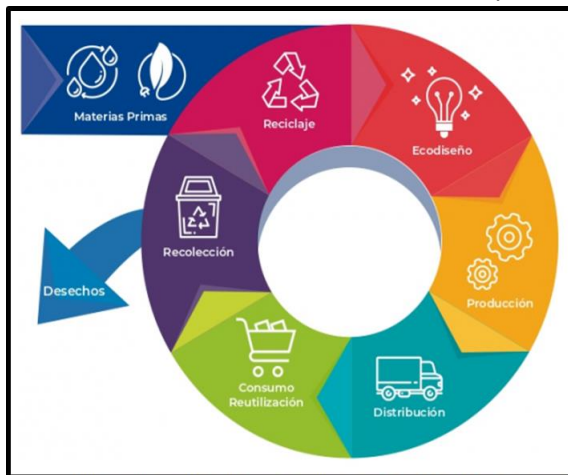 Materias Primas
Reciclaje
Ecodiseño
Producción
Distribución
Consumo
Reutilización
Recolección
Desechos